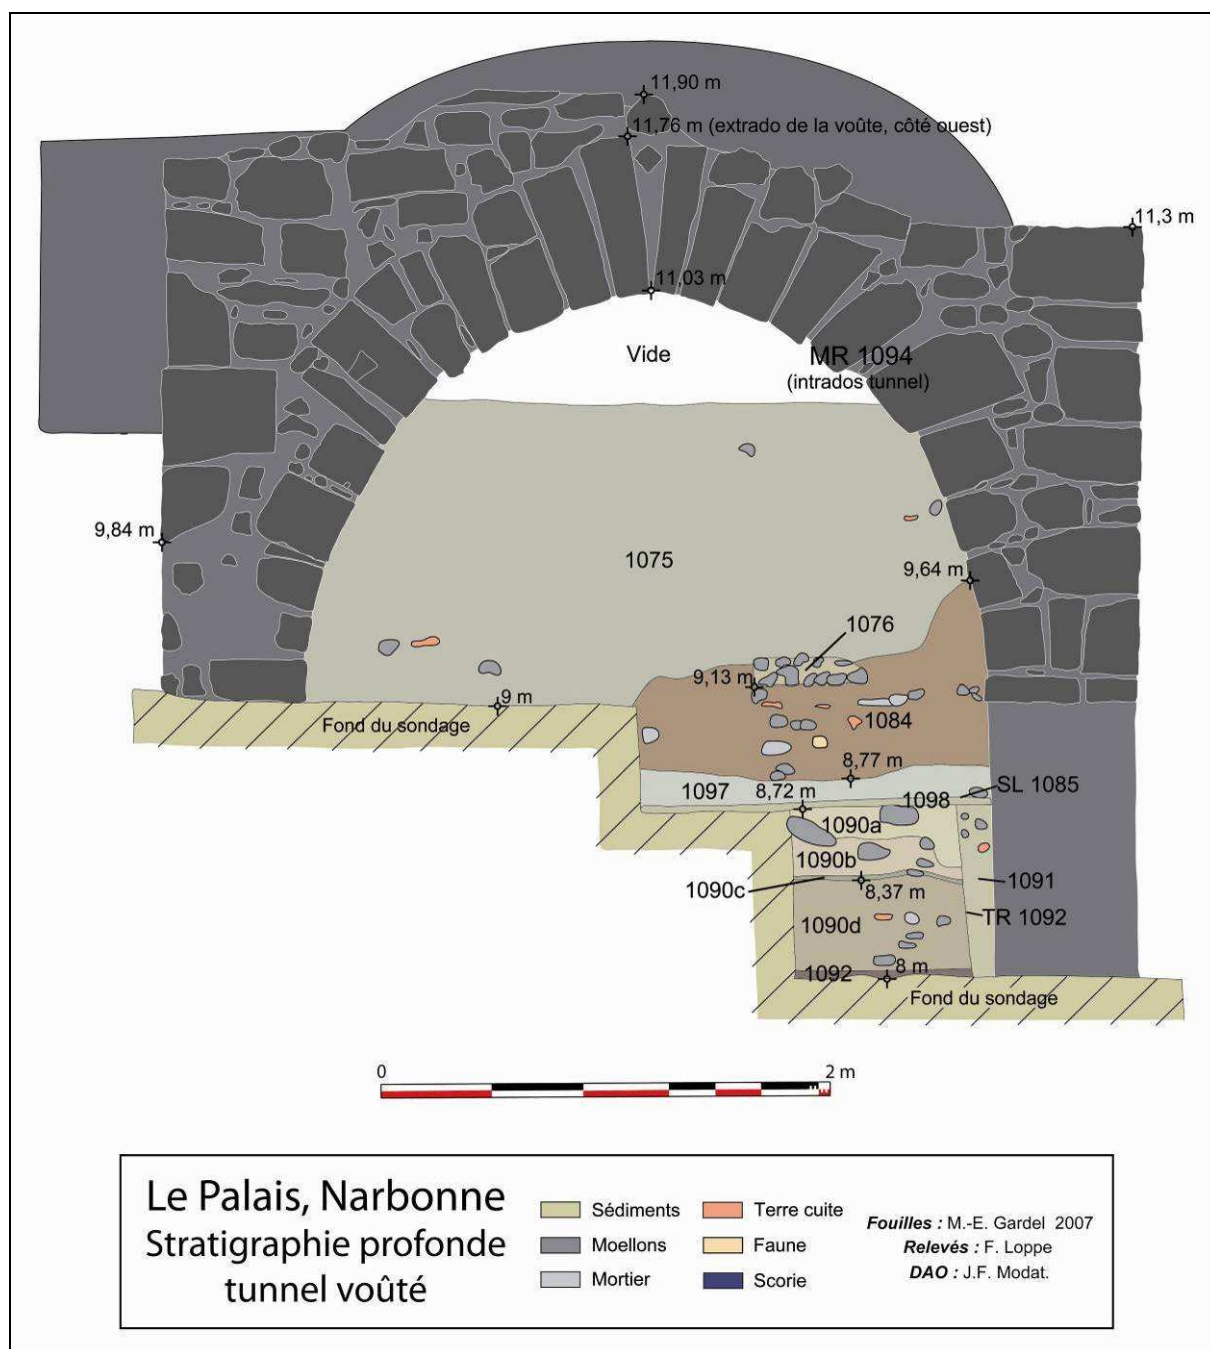 11,90 m
11,76 m (extrado de la voûte, côté ouest)
11,3 m
11,03 m
Vide
MR 1094
(intrados tunnel)
9,84 m
1075
9,64 m
1076
9,13 m
9 m
Fond du sondage
1084
8,77 m
1097
8,72 m
1098
SL 1085
1090a
1090b
1090c
8,37 m
1091
1090d
TR 1092
1092
8 m
Fond du sondage
0
2 m
Le Palais, Narbonne
Stratigraphie profonde
tunnel voûté
Sédiments
Moellons
Mortier
Terre cuite
Faune
Scorie
Fouilles : M.-E. Gardel 2007
Relevés : F. Loppe
DAO : J.F. Modat.